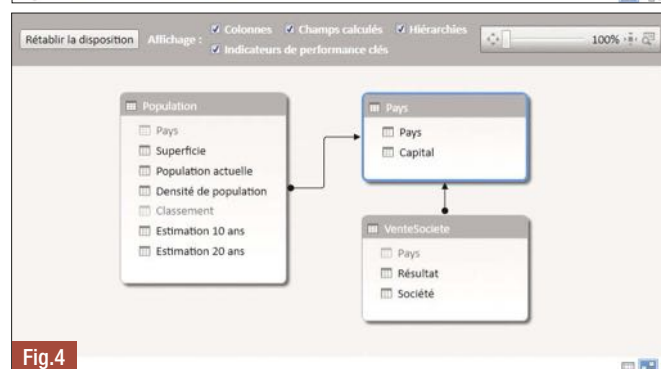 Rétablir la disposition
Affichage :
Colonnes
Champs calculés
Hiérarchies
Indicateurs de performance clés
100%
Population
Pays
Superficie
Population actuelle
Densité de population
Classement
Estimation 10 ans
Estimation 20 ans
Pays
Pays
Capital
VenteSociete
Pays
Résultat
Société
Fig.4